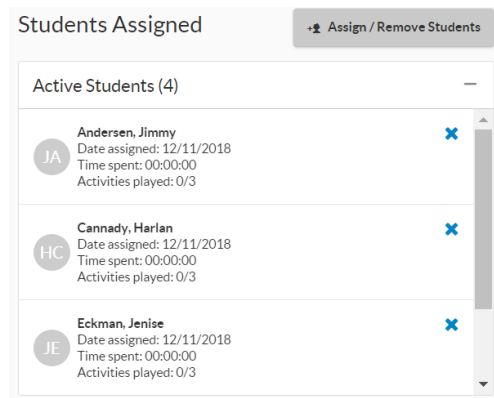 Students Assigned
Assign / Remove Students
Active Students (4)
JA
Andersen, Jimmy
Date assigned: 12/11/2018
Time spent: 00:00:00
Activities played: 0/3
HC
Cannady, Harlan
Date assigned: 12/11/2018
Time spent: 00:00:00
Activities played: 0/3
JE
Eckman, Jenise
Date assigned: 12/11/2018
Time spent: 00:00:00
Activities played: 0/3